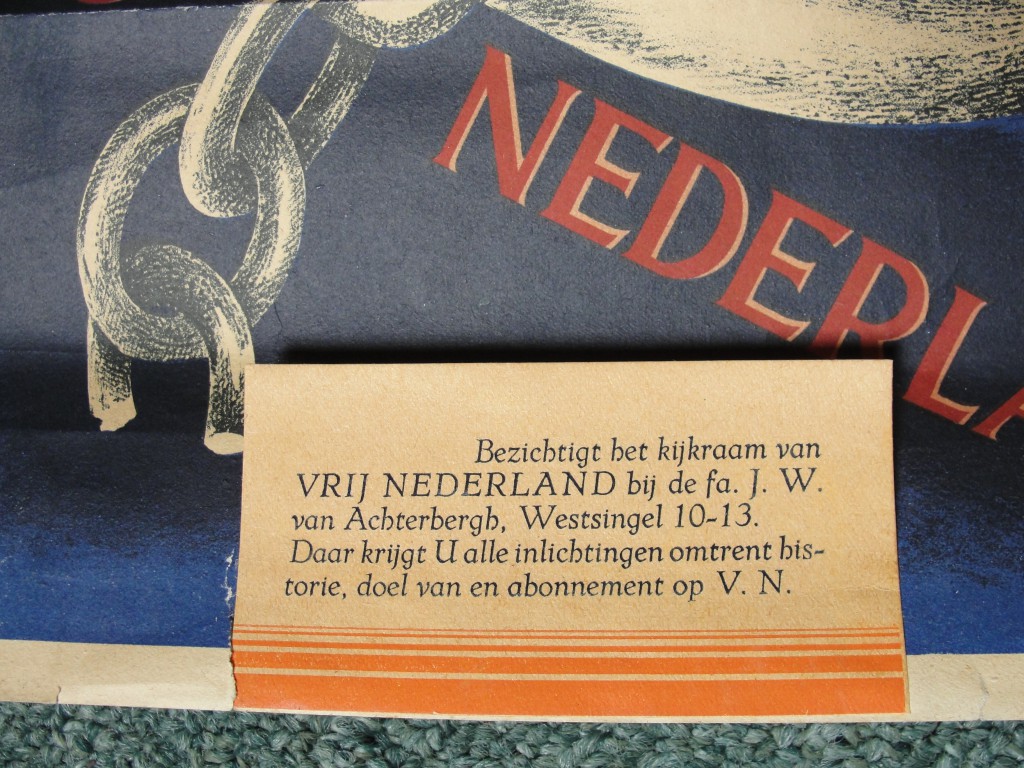 NEDERLA
Bezichtigt het kijkraam van
VRIJ NEDERLAND bij de fa. J. W.
van Achterbergh, Westsingel 10-13.
Daar krijgt U alle inlichtingen omtrent his-
torie, doel van en abonnement op V. N.